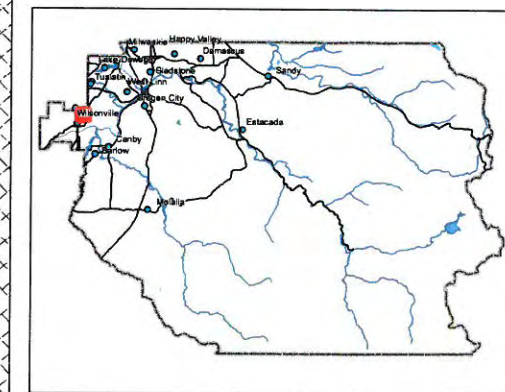 Milwaukie
Happy Valley
Damascus
Lake Oswego
Gladstone
Tualatin
West Linn
Sandy
Oregon City
Wilsonville
Estacada
Canby
Barlow
Molalla